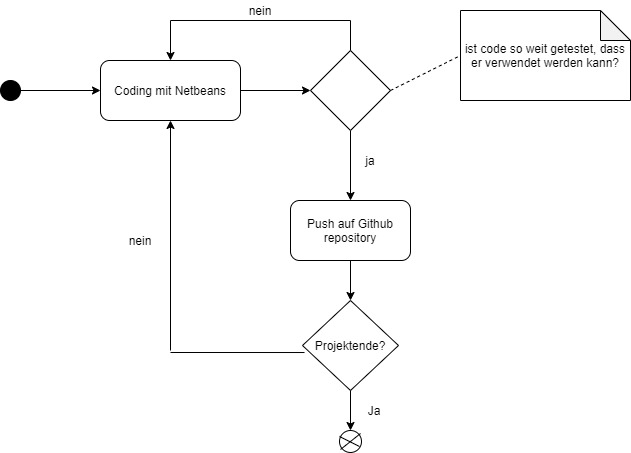 nein
ist code so weit getestet, dass
er verwendet werden kann?
Coding mit Netbeans
ja
Push auf Github
repository
nein
Projektende?
Ja